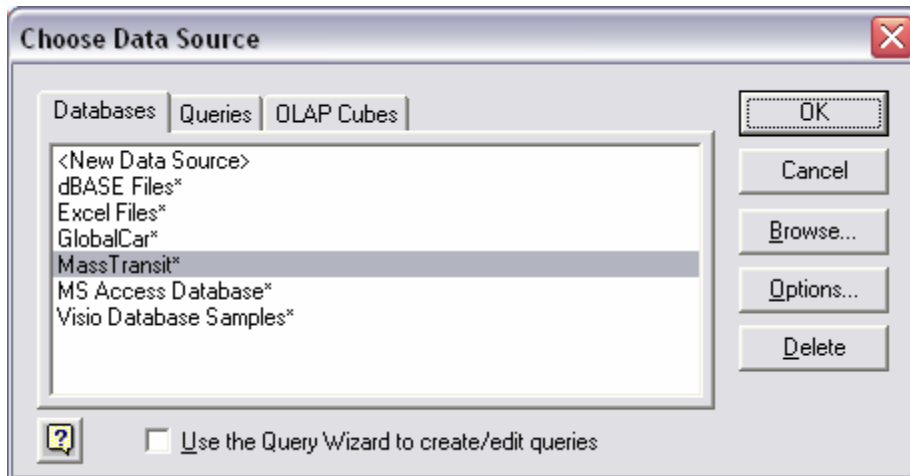 Choose Data Source
Databases Queries OLAP Cubes
<New Data Source>
dBASE Files*
Excel Files*
GlobalCar*
MassTransit*
MS Access Database*
Visio Database Samples*
OK
Cancel
Browse...
Options...
Delete
? Use the Query Wizard to create/edit queries